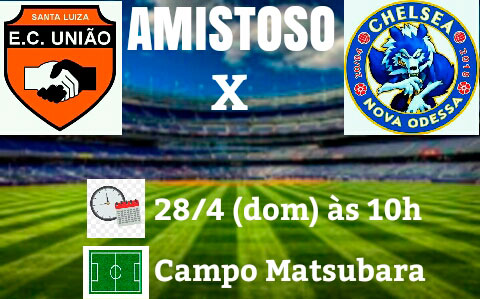 SANTA LUIZA
E.C. UNIÃO
AMISTOSO
X
CHELSEA
NOVA ODESSA
28/4 (dom) às 10h
Campo Matsubara